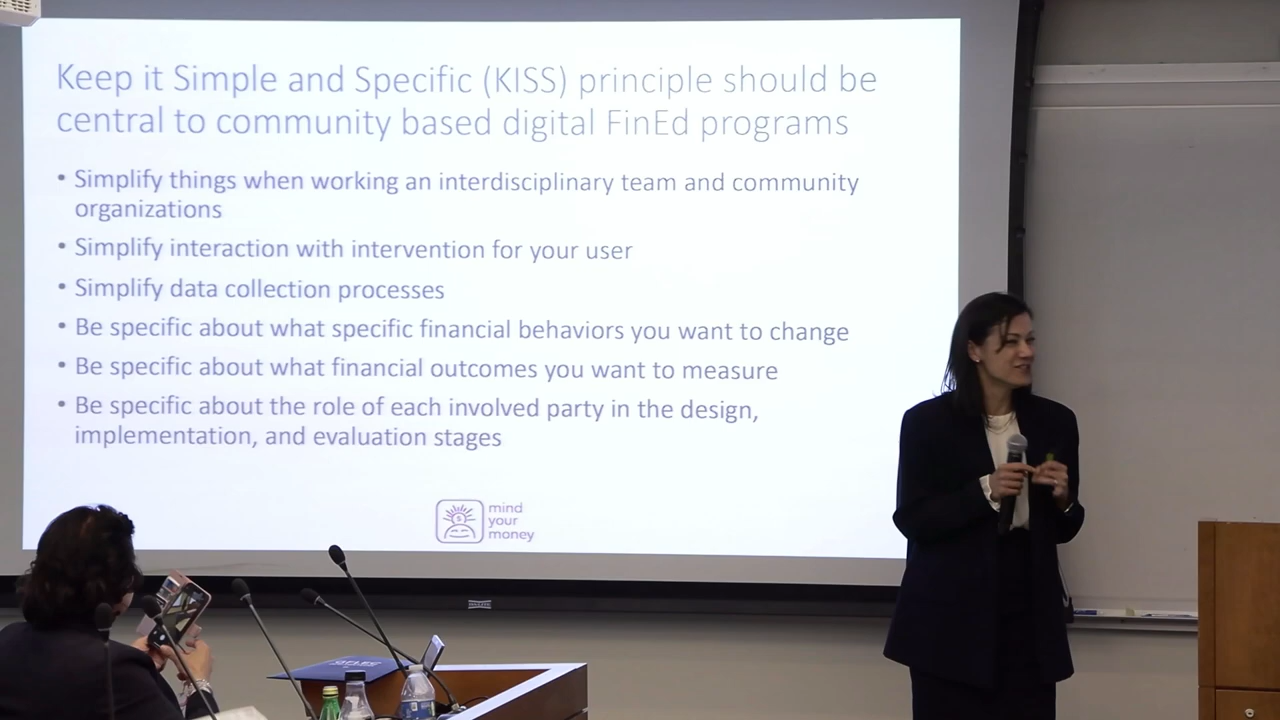 Keep it Simple and Specific (KISS) principle should be
central to community based digital FinEd programs
• Simplify things when working an interdisciplinary team and community
organizations
• Simplify interaction with intervention for your user
• Simplify data collection processes
• Be specific about what specific financial behaviors you want to change
• Be specific about what financial outcomes you want to measure
• Be specific about the role of each involved party in the design,
implementation, and evaluation stages
mind
your
money